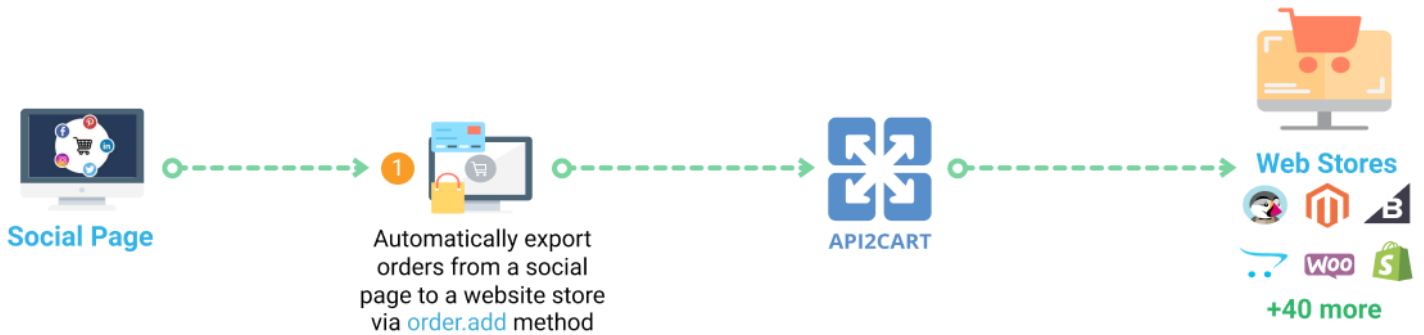 Social Page
1
Automatically export
orders from a social
page to a website store
via order.add method
API2CART
Web Stores
B
WOO
S
+40 more